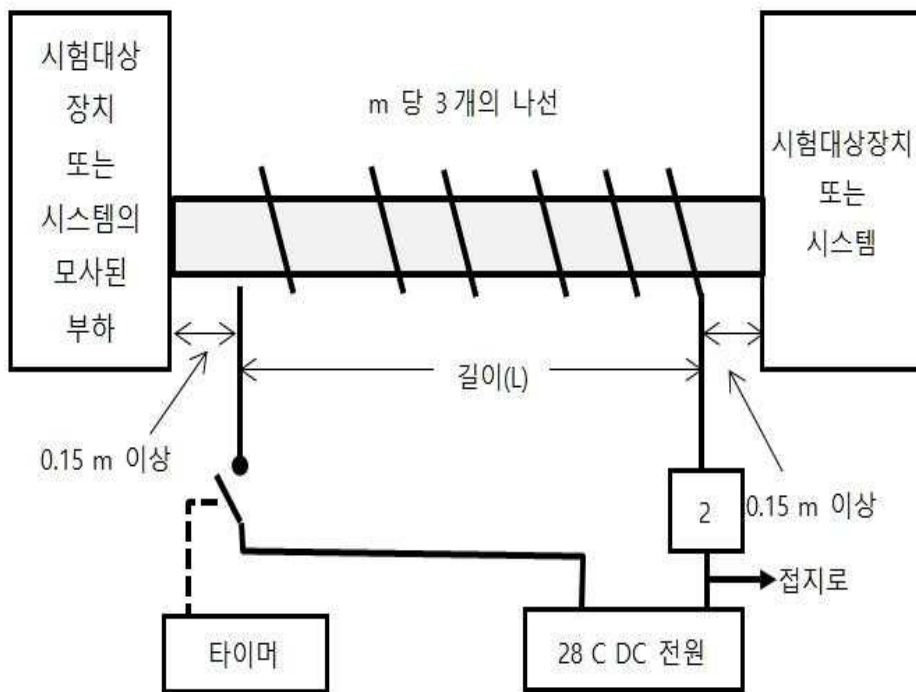 시험대상
장치
또는
시스템의
모사된
부하
m 당 3개의 나선
시험대상장치
또는
시스템
길이(L)
0.15 m 이상
2
0.15 m 이상
접지로
타이머
28 C DC 전원